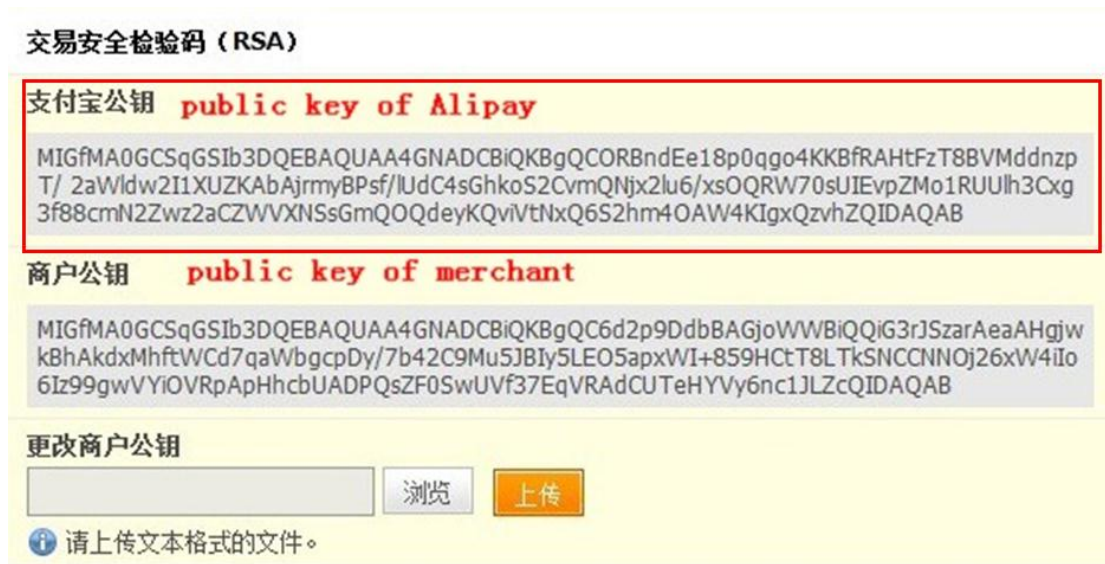 交易安全检验码（RSA）
支付宝公钥 public key of Alipay
MIGfMA0GCSqGSIb3DQEBAQUAA4GNADCBiQKBgQCORBndEe18p0qgo4KKBfRAHtFzT8BVMddnzp
T/ 2aWldw2I1XUZKAbAjrmyBPsf/lUdC4sGhkoS2CvmQNjx2lu6/xsOQRW70sUIEvpZMo1RUUlh3Cxg
3f88cmN2Zwz2aCZWVXNSsGmQOQdeyKQviVtNxQ6S2hm4OAW4KIgxQzvhZQIDAQAB
商户公钥 public key of merchant
MIGfMA0GCSqGSIb3DQEBAQUAA4GNADCBiQKBgQC6d2p9DdbBAGjoWWBiQQiG3rJSzarAeaAHgjw
kBhAkdxMhftWCd7qaWbgcpDy/7b42C9Mu5JBIy5LEO5apxWI+859HCtT8LTkSNCCNNOj26xW4iIo
6Iz99gwVYiOVRpApHhcbUADPQsZF0SwUVf37EqVRAdCUTeHYVy6nc1JLZcQIDAQAB
更改商户公钥
浏览 上传
请上传文本格式的文件。